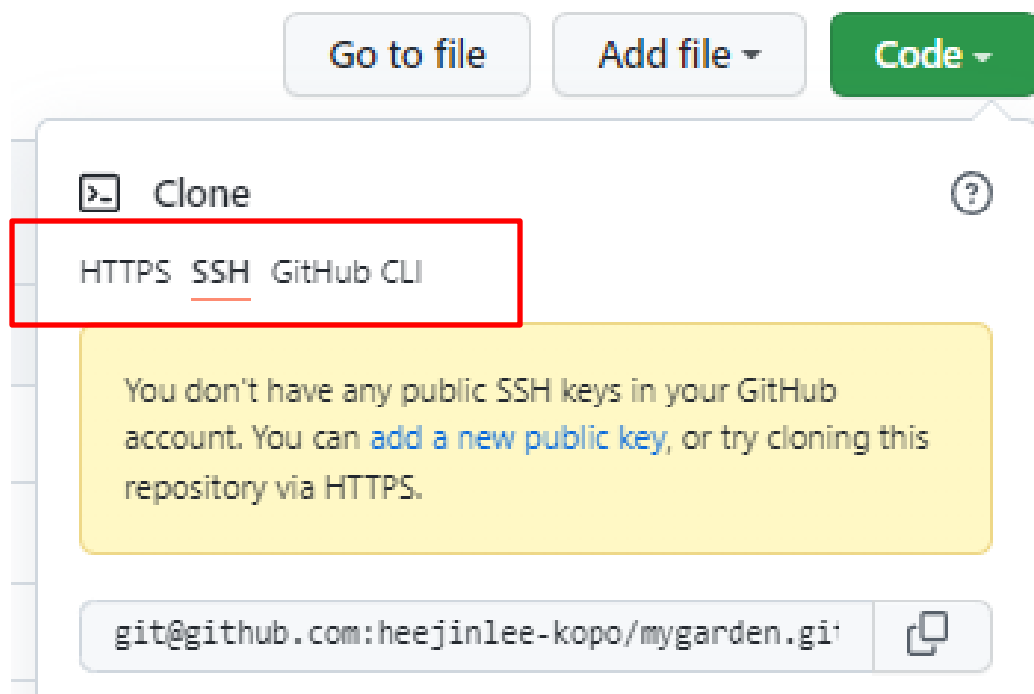 Go to file Add file Code
Clone
HTTPS SSH GitHub CLI
You don't have any public SSH keys in your GitHub
account. You can add a new public key, or try cloning this
repository via HTTPS.
git@github.com:heejinlee-kopo/mygarden.gi